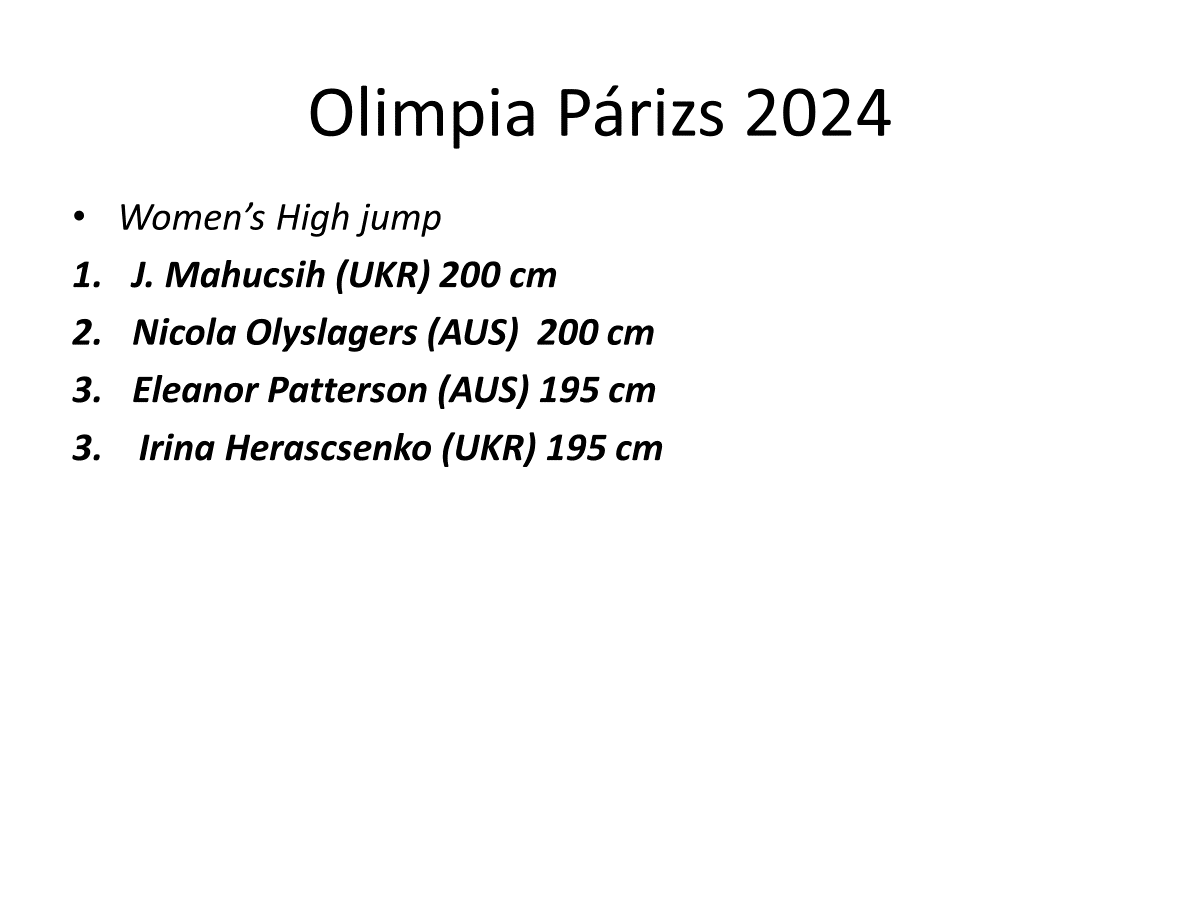 Olimpia Párizs 2024
• Women’s High jump
1. J. Mahucsih (UKR) 200 cm
2. Nicola Olyslagers (AUS)  200 cm
3. Eleanor Patterson (AUS) 195 cm
3. Irina Herascsenko (UKR) 195 cm